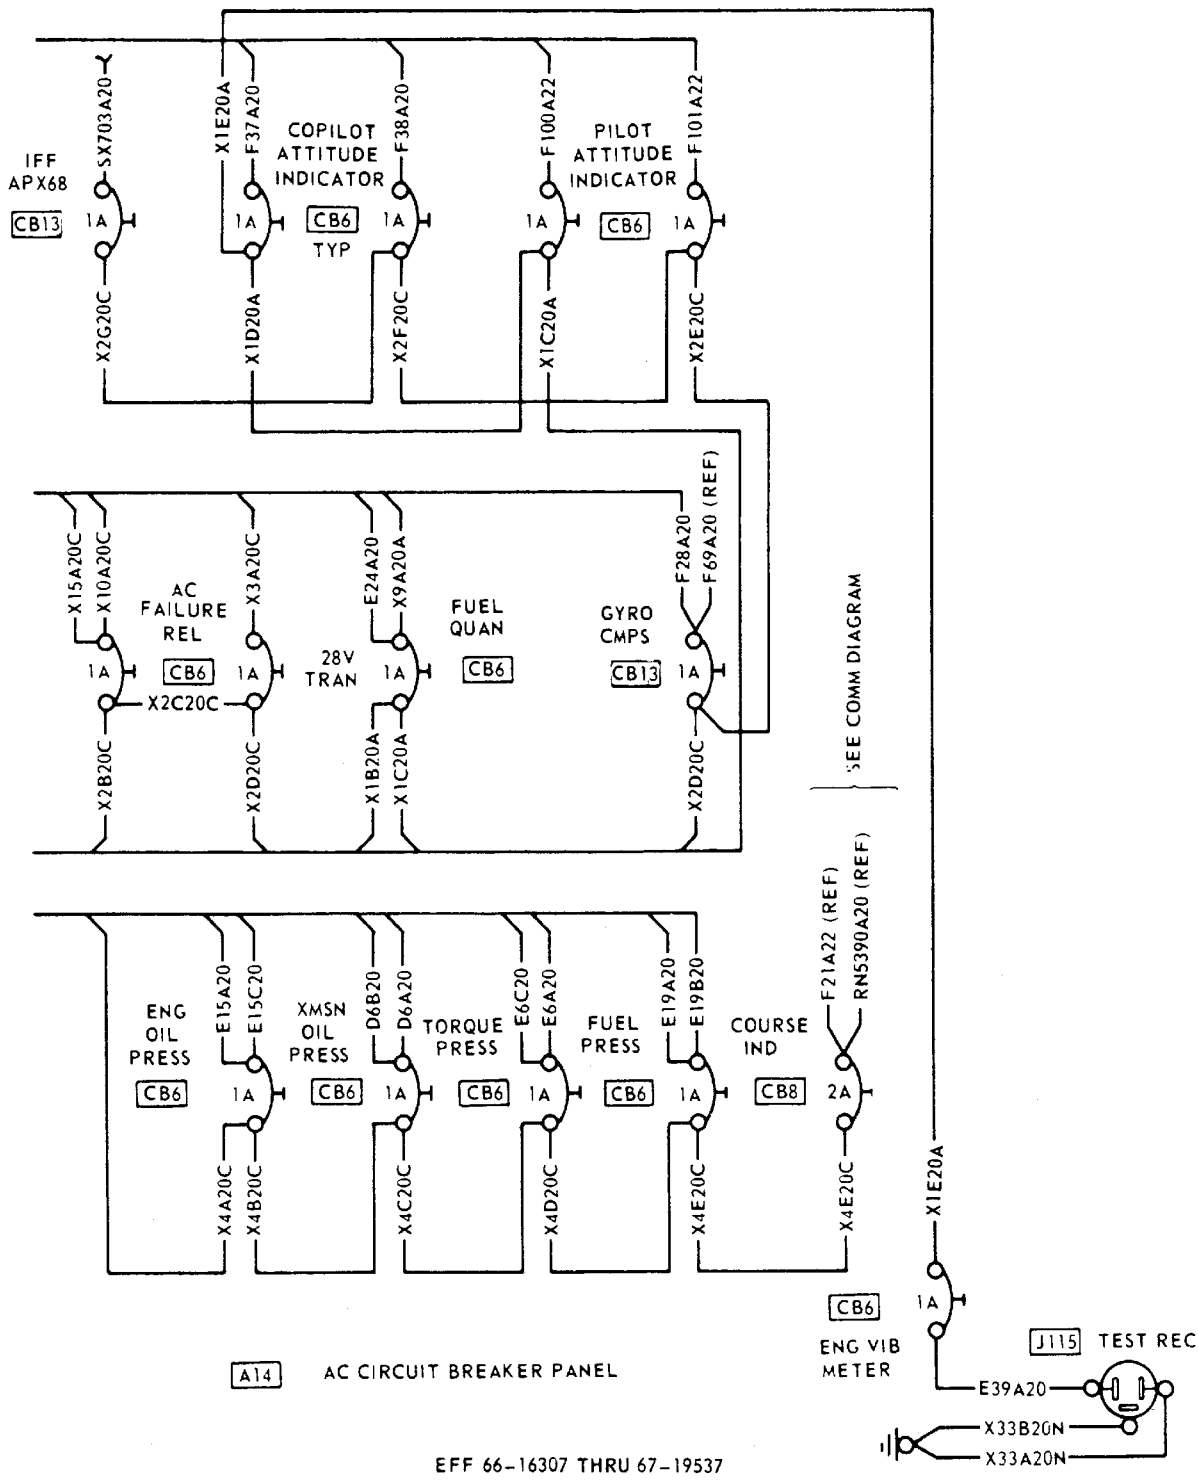 SX703A20
X1E20A
F37A20
F38A20
F100A22
F101A22
IFF
APX68
CB13
1A
1A
COPILOT
ATTITUDE
INDICATOR
CB6
TYP
1A
1A
PILOT
ATTITUDE
INDICATOR
CB6
1A
X2G20C
X1D20A
X2F20C
X1C20A
X2E20C
X15A20C
X10A20C
X3A20C
E24A20
X9A20A
F28A20
F69A20 (REF)
1A
AC
FAILURE
REL
CB6
1A
28V
TRAN
1A
FUEL
QUAN
CB6
GYRO
CMPS
CB13
1A
X2C20C
X2B20C
X2D20C
X1B20A
X1C20A
X2D20C
SEE COMM DIAGRAM
E15A20
E15C20
D6B20
D6A20
E6C20
E6A20
E19A20
E19B20
F21A22 (REF)
RN5390A20 (REF)
ENG
OIL
PRESS
CB6
1A
XMSN
OIL
PRESS
CB6
1A
TORQUE
PRESS
CB6
1A
FUEL
PRESS
CB6
1A
COURSE
IND
CB8
2A
X4A20C
X4B20C
X4C20C
X4D20C
X4E20C
X4E20C
X1E20A
CB6
1A
ENG VIB
METER
J115 TEST REC
E39A20
X33B20N
X33A20N
A14 AC CIRCUIT BREAKER PANEL
EFF 66-16307 THRU 67-19537